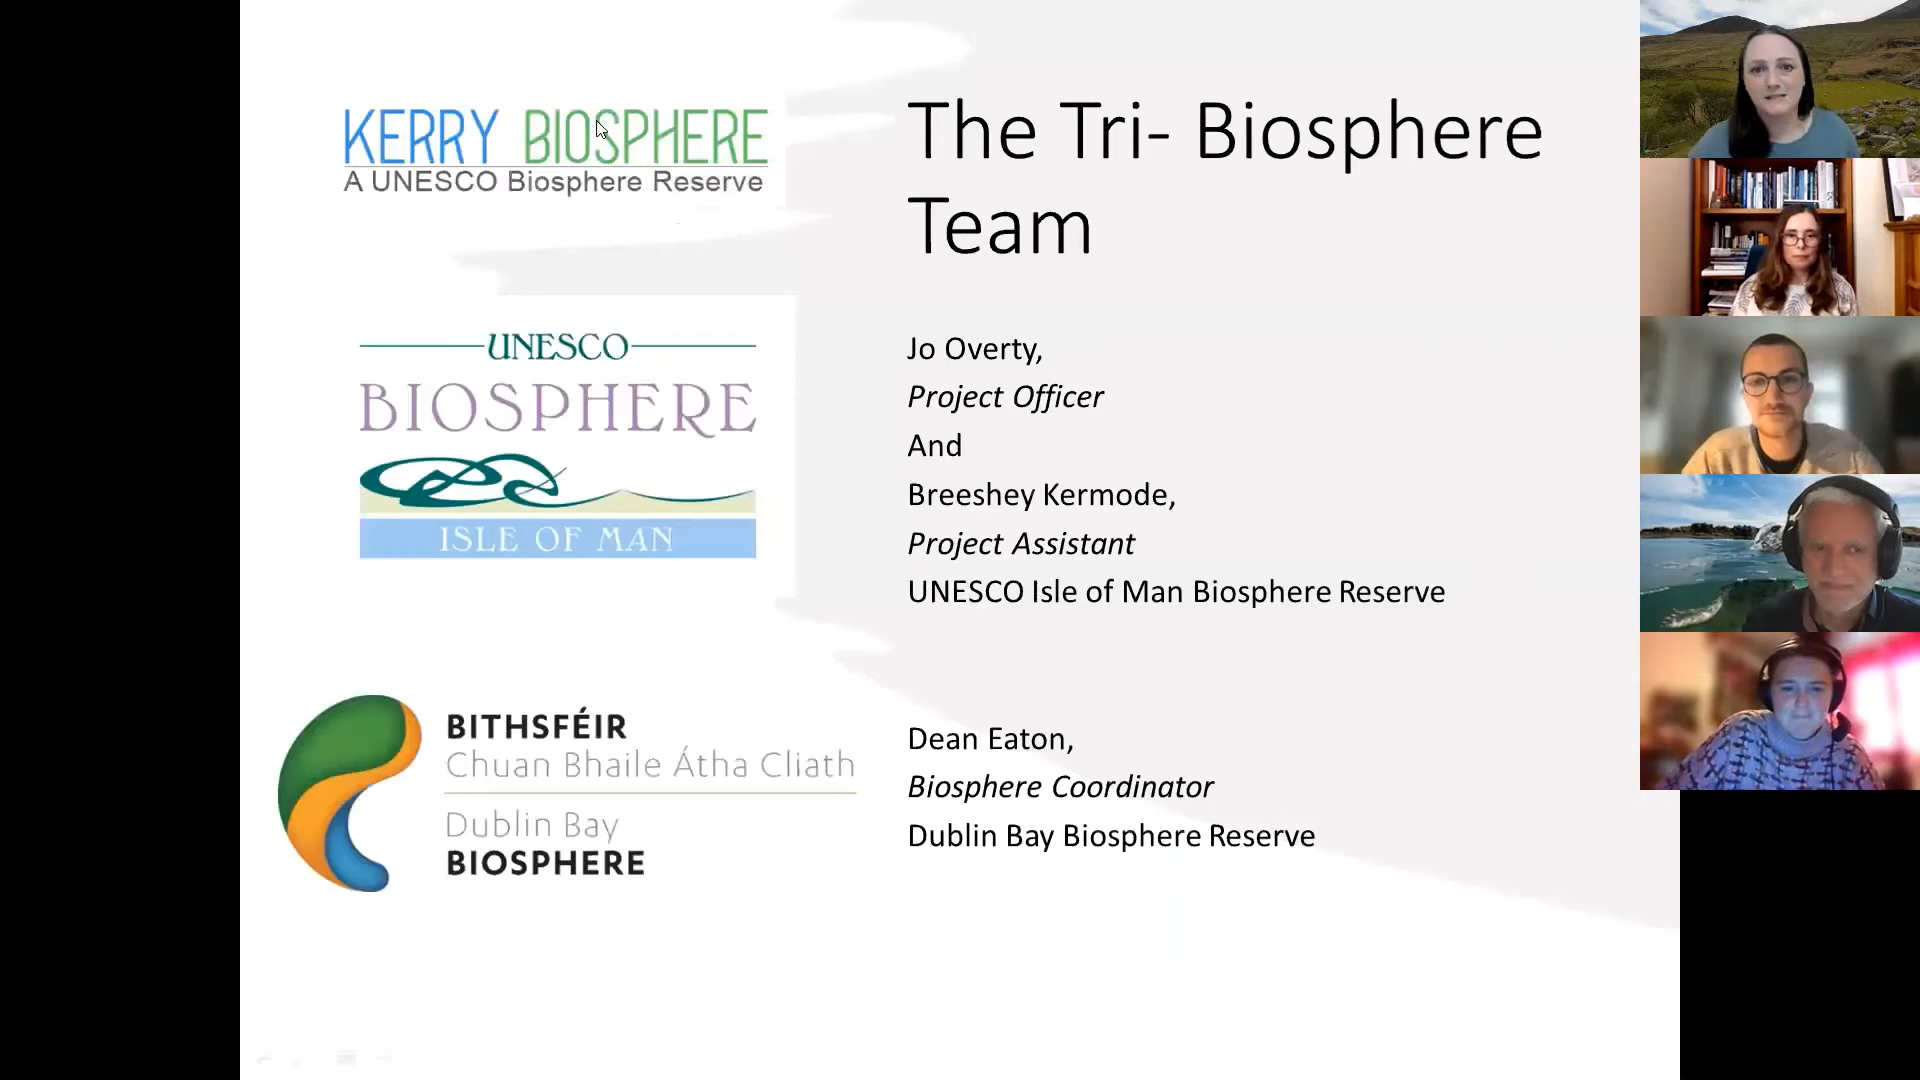 KERRY BIOSPHERE
A UNESCO Biosphere Reserve
UNESCO
BIOSPHERE
ISLE OF MAN
BITHSFÉIR
Chuan Bhaile Átha Cliath
Dublin Bay
BIOSPHERE
The Tri- Biosphere
Team
Jo Overty,
Project Officer
And
Breeshey Kermode,
Project Assistant
UNESCO Isle of Man Biosphere Reserve
Dean Eaton,
Biosphere Coordinator
Dublin Bay Biosphere Reserve